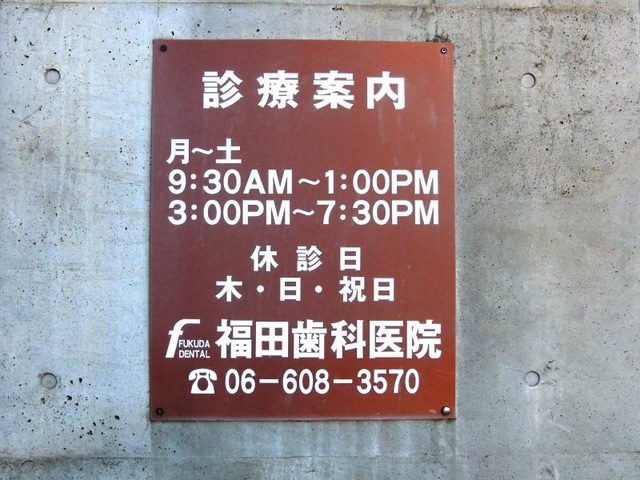 診療案内
月～土
9:30AM～1:00PM
3:00PM～7:30PM
休診日
木・日・祝日
f FUKUDA DENTAL 福田歯科医院
☎ 06-608-3570